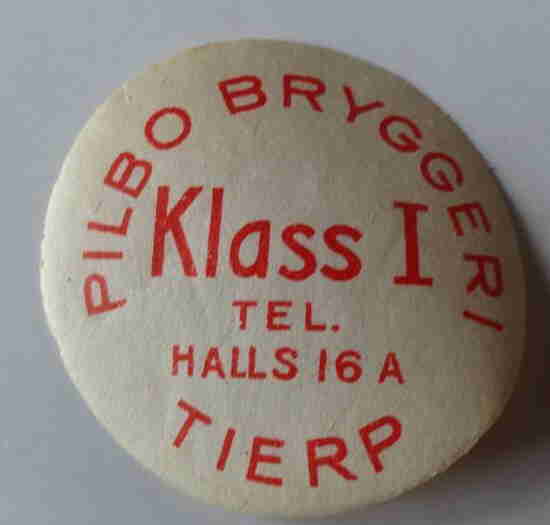 PILBO BRYGGERI
Klass I
TEL.
HALLS 16 A
TIERP